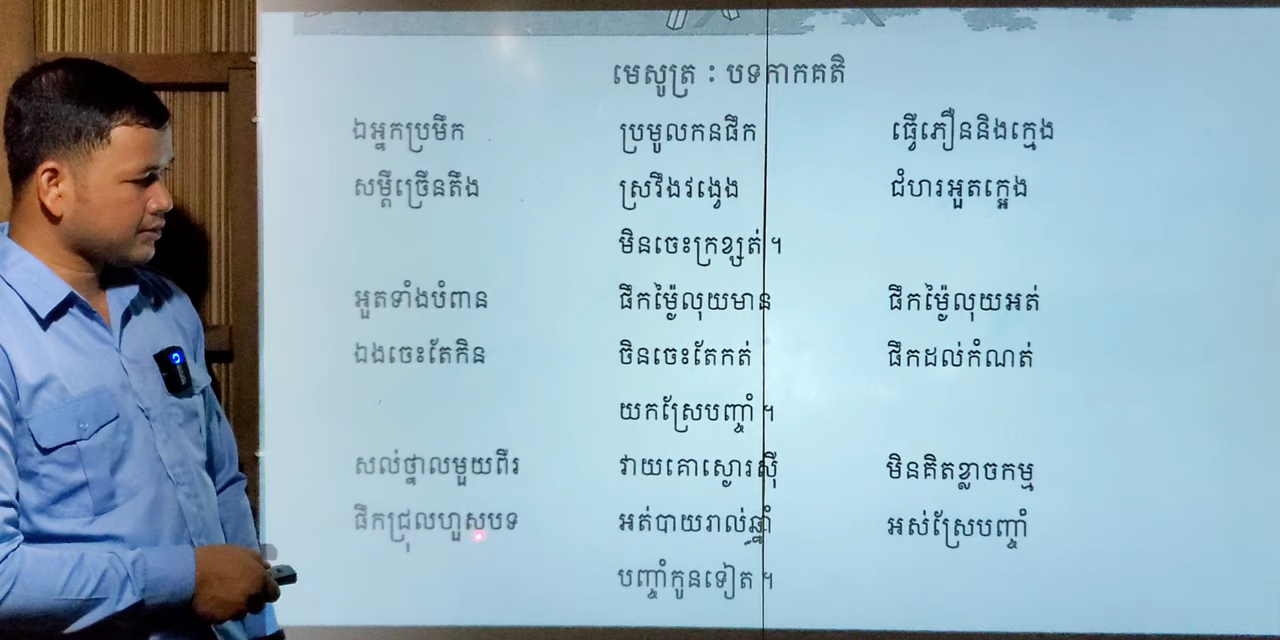 មេសូត្រ ៖ បទកាកគតិ
ឯអ្នកប្រមឹក ប្រមូលកនផឹក ធ្វើភឿននិងក្មេង
សម្ដីច្រើនតឹង ស្រវឹងវង្វេង ជំហរអួតក្អេង
មិនចេះក្រខ្សត់ ។
អួតទាំងបំពាន ផឹកម្ល៉ៃលុយមាន ផឹកម្ល៉ៃលុយអត់
ឯងចេះតែកិន ចិនចេះតែកត់ ផឹកដល់កំណត់
យកស្រែបញ្ចាំ ។
សល់ថ្នាលមួយពីរ វាយគោស្ងោរស៊ី មិនគិតខ្លាចកម្ម
ផឹកជ្រុលហួសបទ អត់បាយរាល់ឆ្នាំ អស់ស្រែបញ្ចាំ
បញ្ចាំកូនទៀត ។